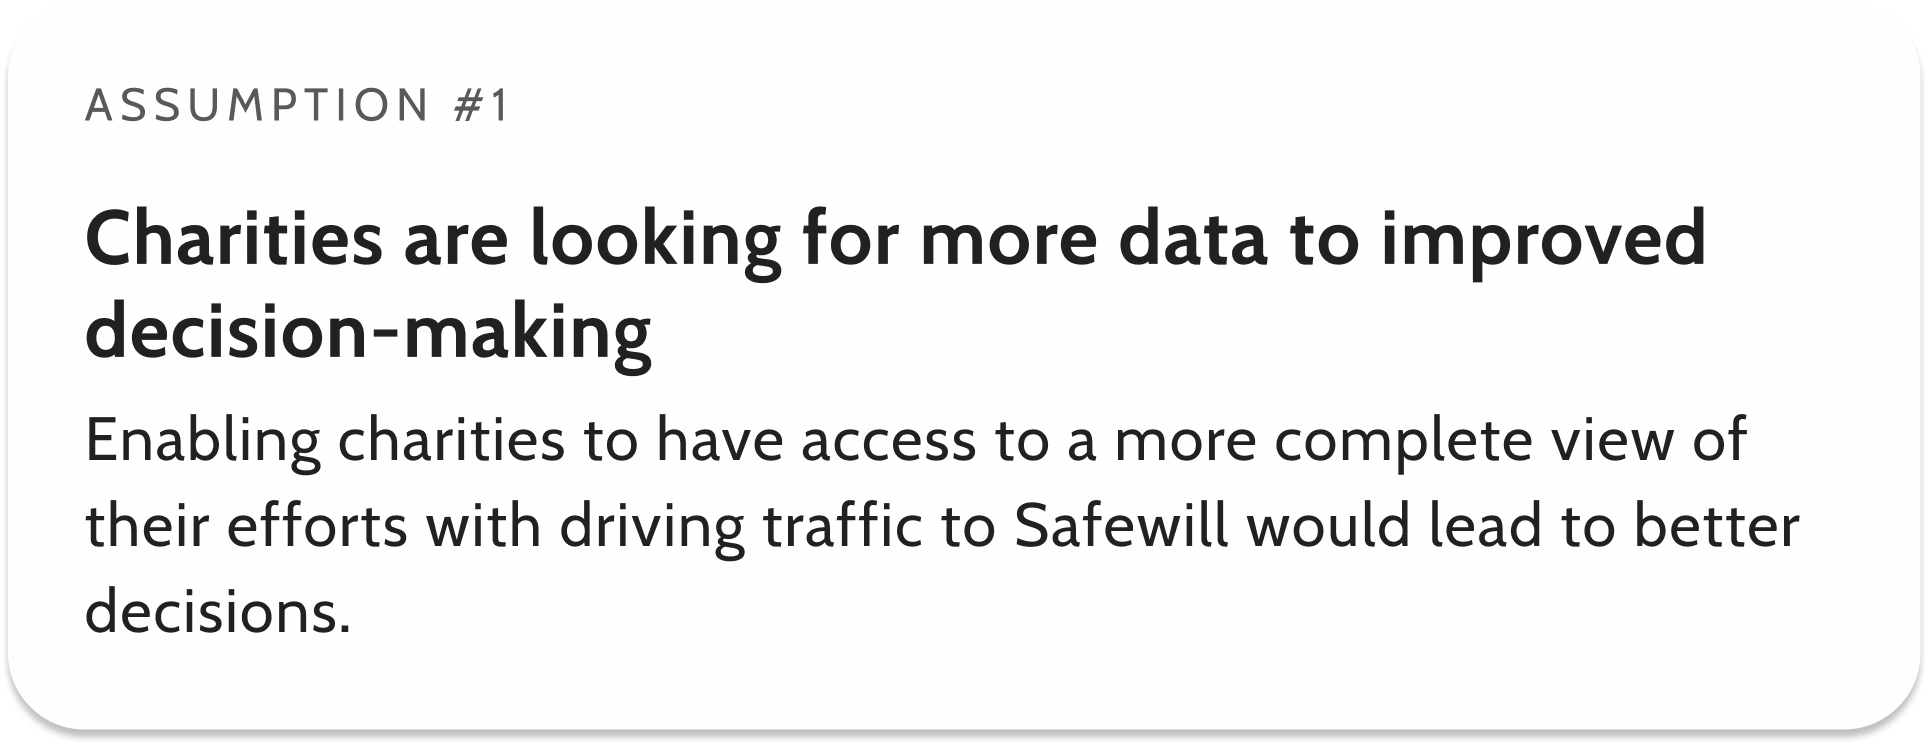 ASSUMPTION #1
Charities are looking for more data to improved
decision-making
Enabling charities to have access to a more complete view of
their efforts with driving traffic to Safewill would lead to better
decisions.